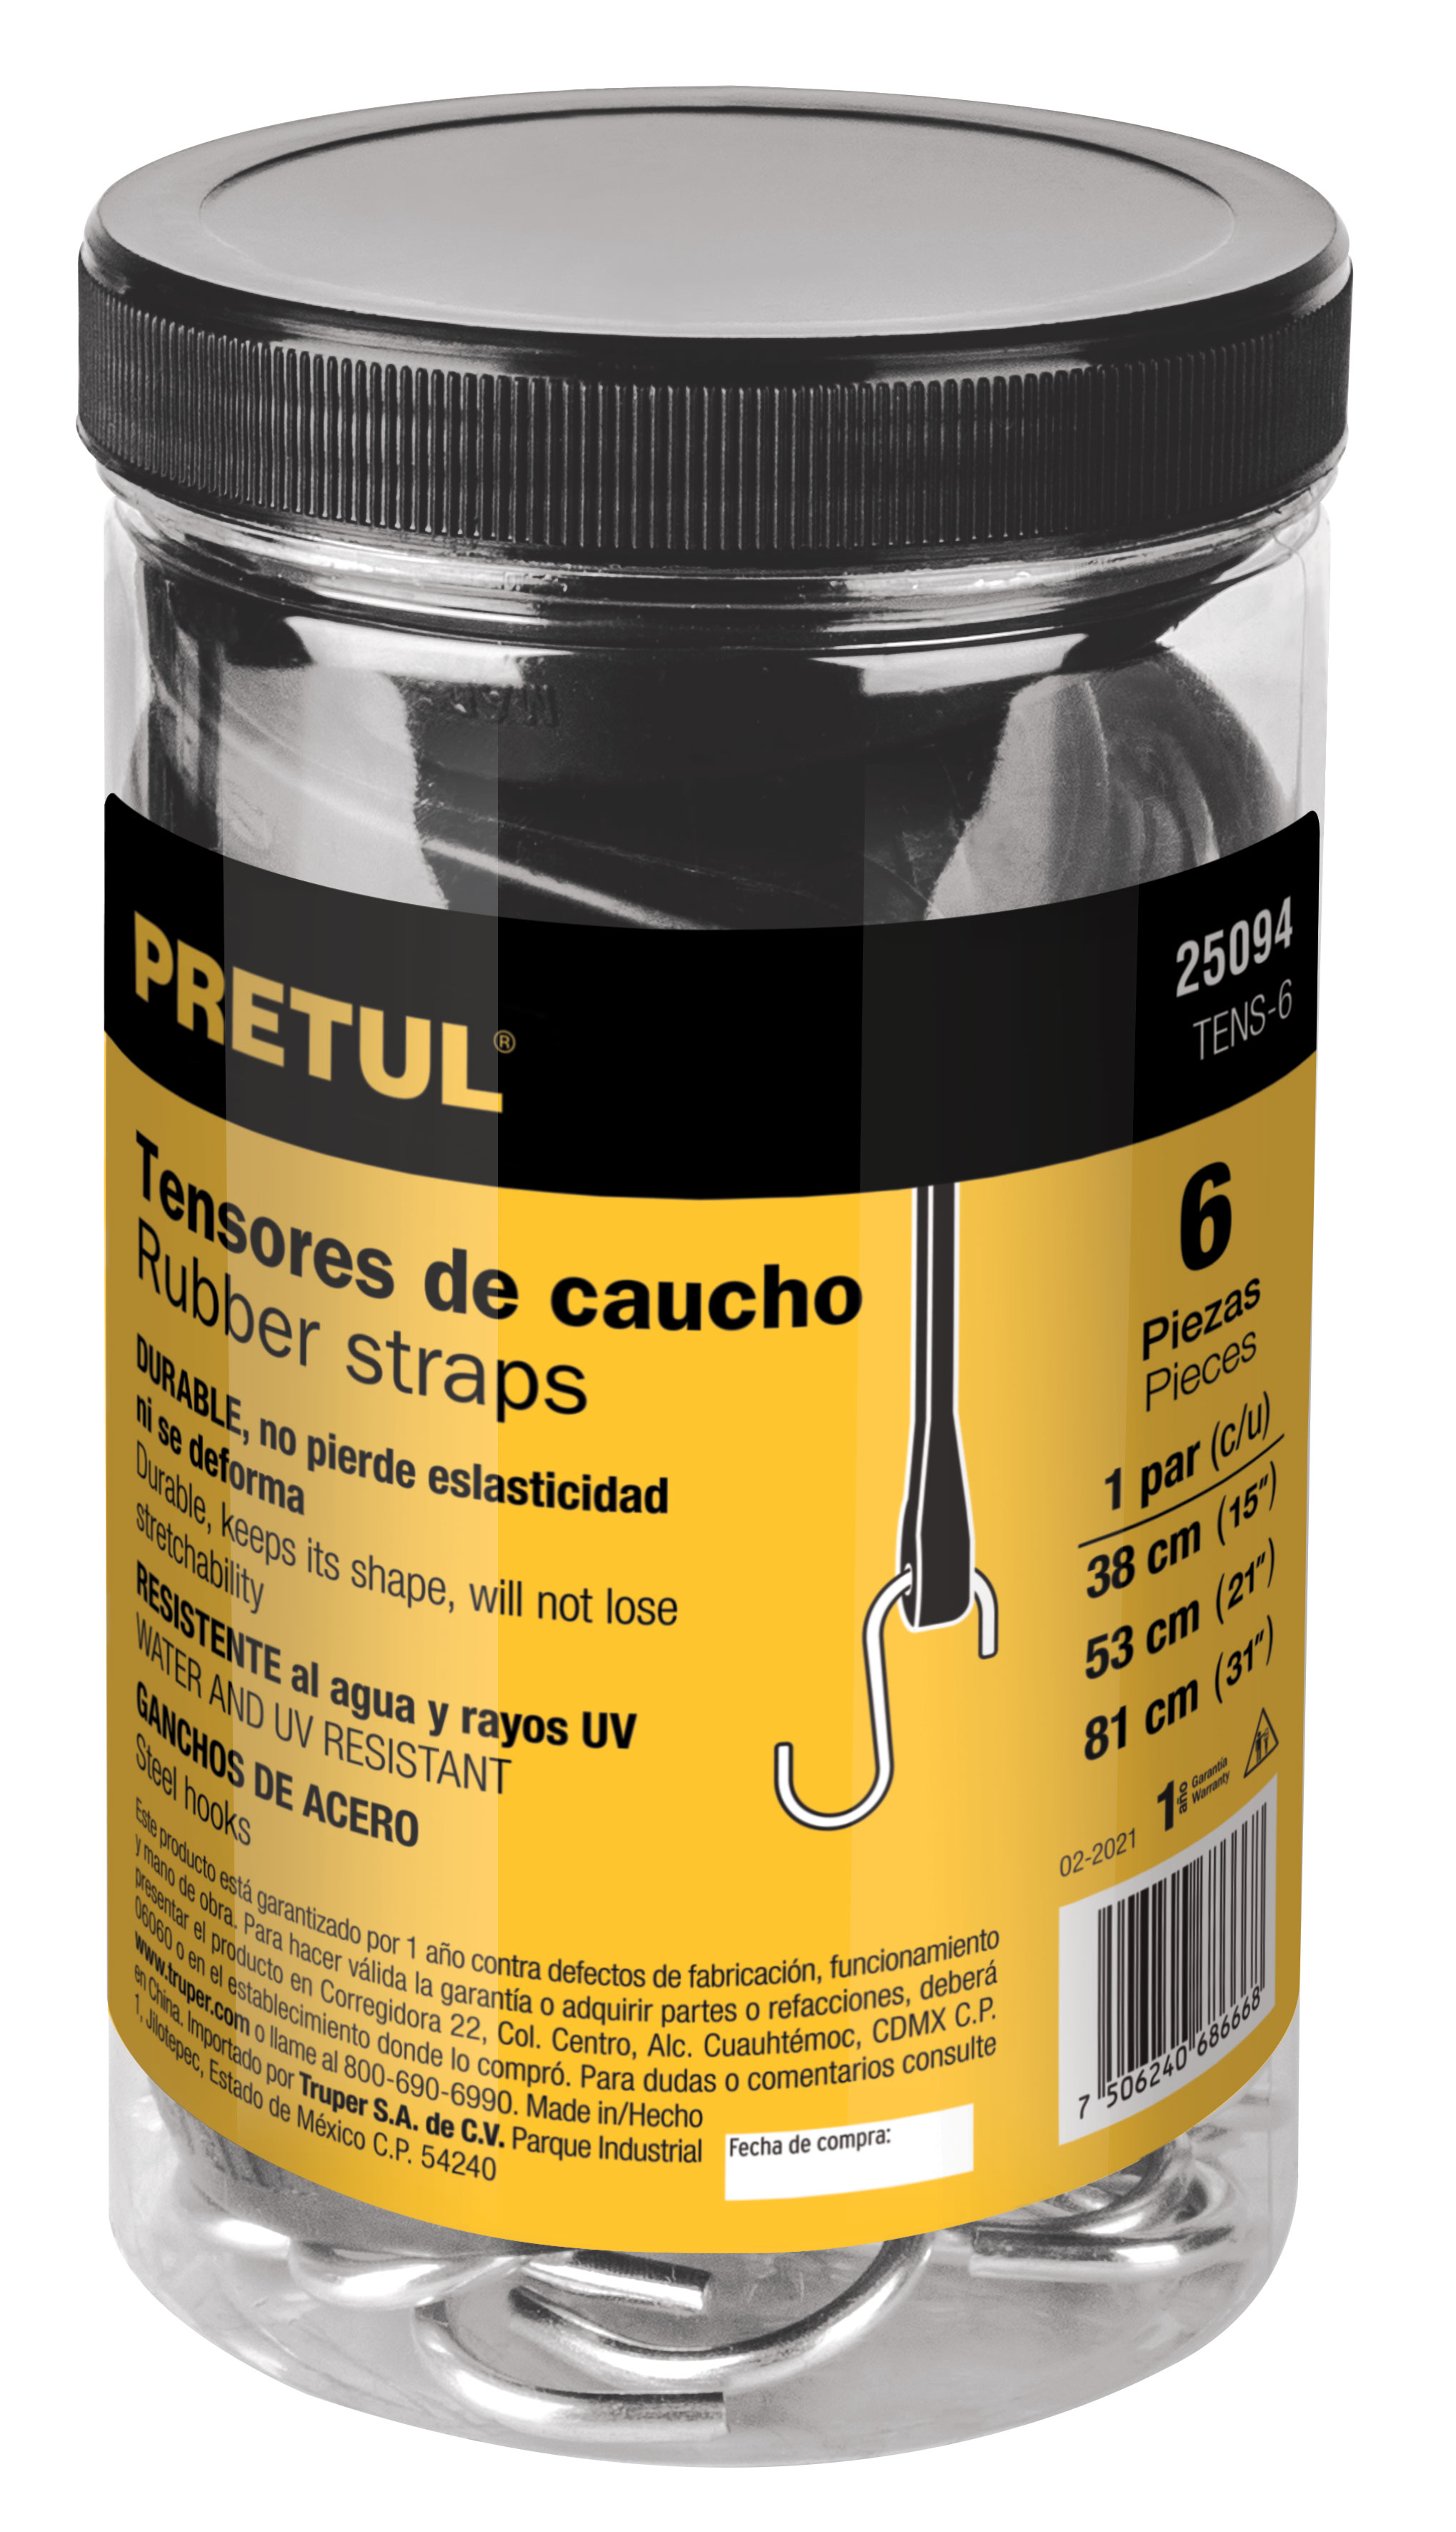 PRETUL®
25094
TENS-6
Tensores de caucho
Rubber straps
DURABLE, no pierde eslasticidad
ni se deforma
Durable, keeps its shape, will not lose
stretchability
RESISTENTE al agua y rayos UV
WATER AND UV RESISTANT
GANCHOS DE ACERO
Steel hooks
Este producto está garantizado por 1 año contra defectos de fabricación, funcionamiento
y mano de obra. Para hacer válida la garantía o adquirir partes o refacciones, deberá
presentar el producto en Corregidora 22, Col. Centro, Alc. Cuauhtémoc, CDMX C.P.
06060 o en el establecimiento donde lo compró. Para dudas o comentarios consulte
www.truper.com o llame al 800-690-6990. Made in/Hecho
en China. Importado por Truper S.A. de C.V. Parque Industrial
1, Jilotepec, Estado de México C.P. 54240
Fecha de compra:
6
Piezas
Pieces
1 par (c/u)
38 cm (15")
53 cm (21")
81 cm (31")
1 año Garantía
Warranty
02-2021
7 506240 686668